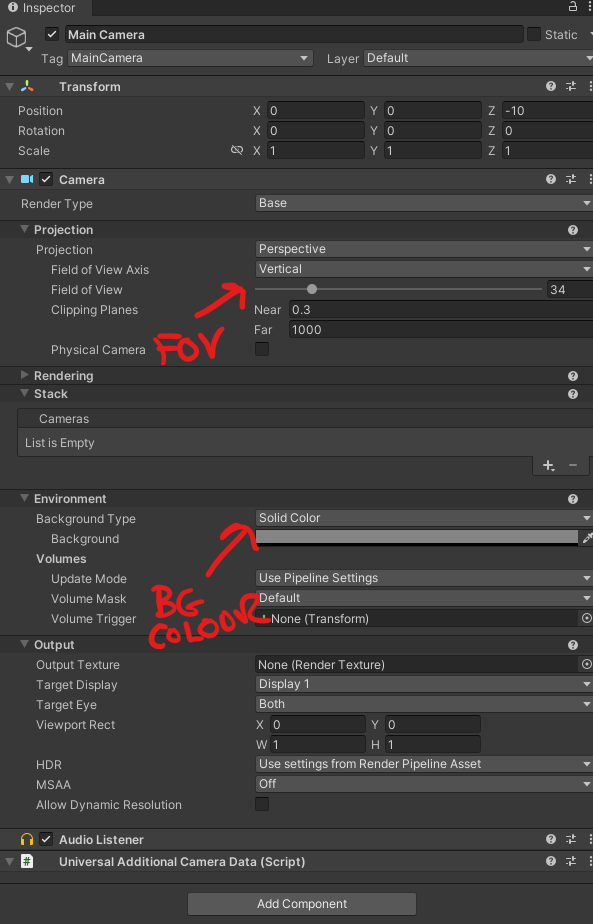 Inspector
Main Camera Static
Tag MainCamera Layer Default
Transform
Position X 0 Y 0 Z -10
Rotation X 0 Y 0 Z 0
Scale X 1 Y 1 Z 1
Camera
Render Type Base
Projection
Projection Perspective
Field of View Axis Vertical
Field of View 34
Clipping Planes Near 0.3
Far 1000
FOV
Physical Camera
Rendering
Stack
Cameras
List is Empty
Environment
Background Type Solid Color
Background
Volumes
Update Mode Use Pipeline Settings
Volume Mask Default
BG
COLOOR
Volume Trigger None (Transform)
Output
Output Texture None (Render Texture)
Target Display Display 1
Target Eye Both
Viewport Rect X 0 Y 0
W 1 H 1
HDR Use settings from Render Pipeline Asset
MSAA Off
Allow Dynamic Resolution
Audio Listener
# Universal Additional Camera Data (Script)
Add Component